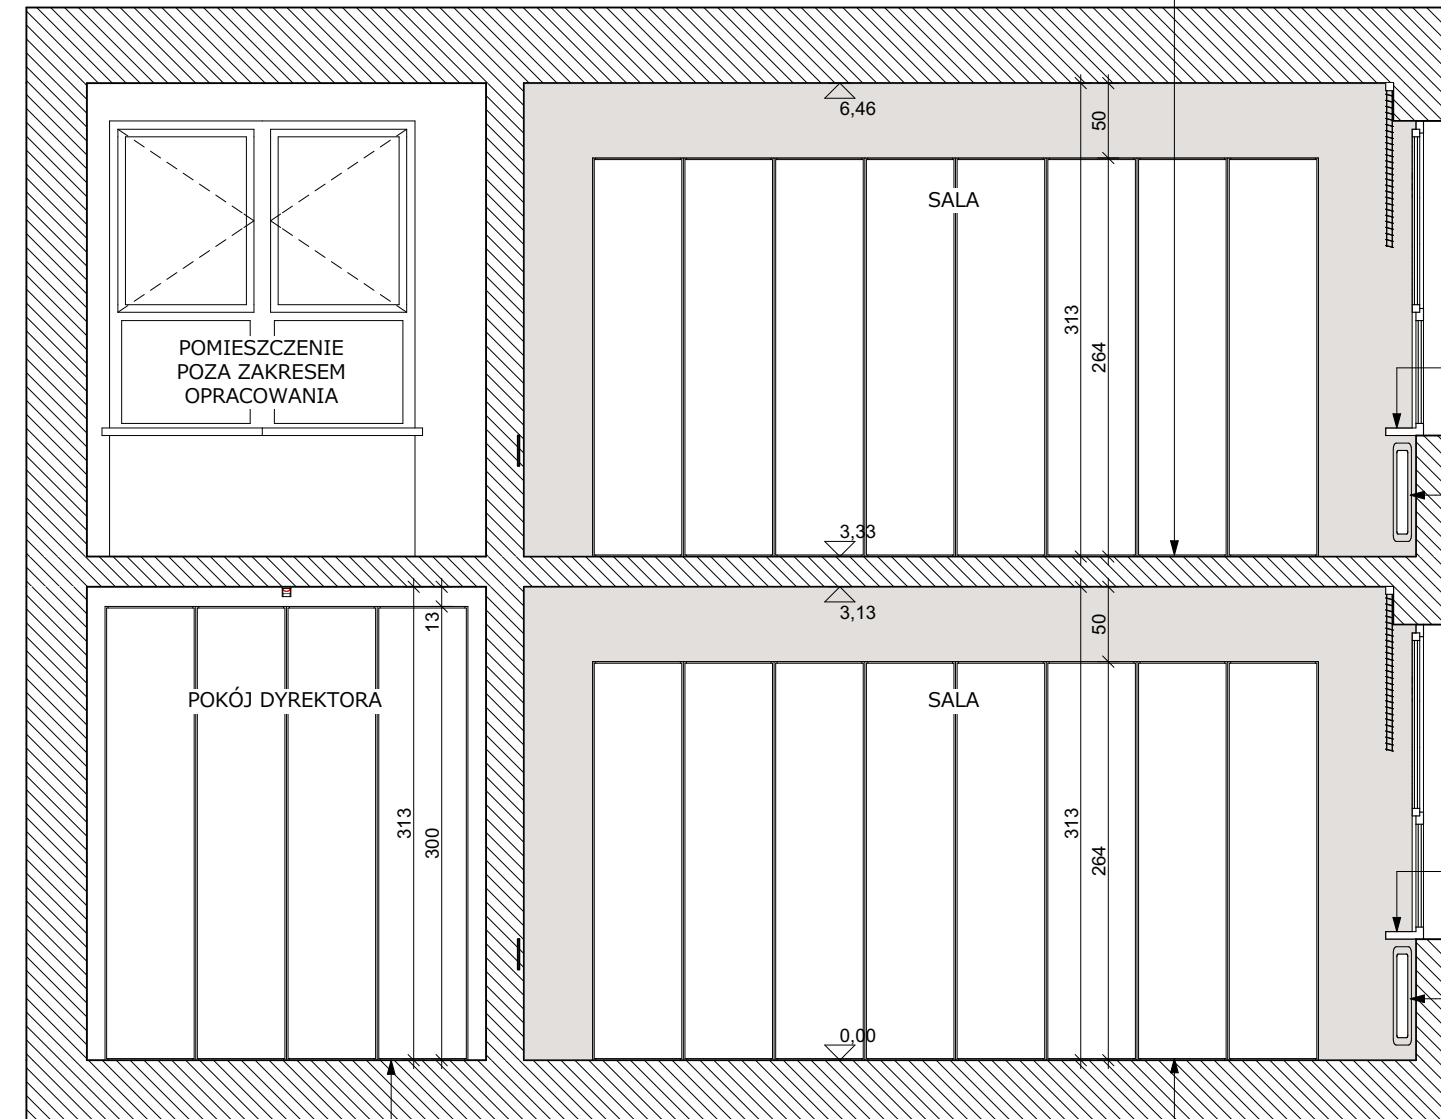 6,46
50
SALA
313
264
POMIESZCZENIE
POZA ZAKRESEM
OPRACOWANIA
3,33
3,13
13
50
POKÓJ DYREKTORA
SALA
313
300
313
264
0,00